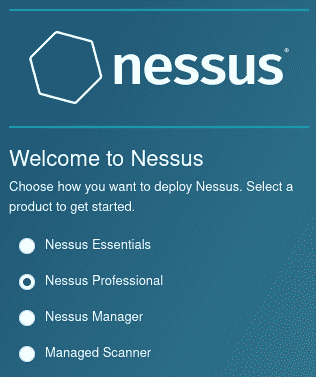 nessus®
Welcome to Nessus
Choose how you want to deploy Nessus. Select a
product to get started.
Nessus Essentials
Nessus Professional
Nessus Manager
Managed Scanner